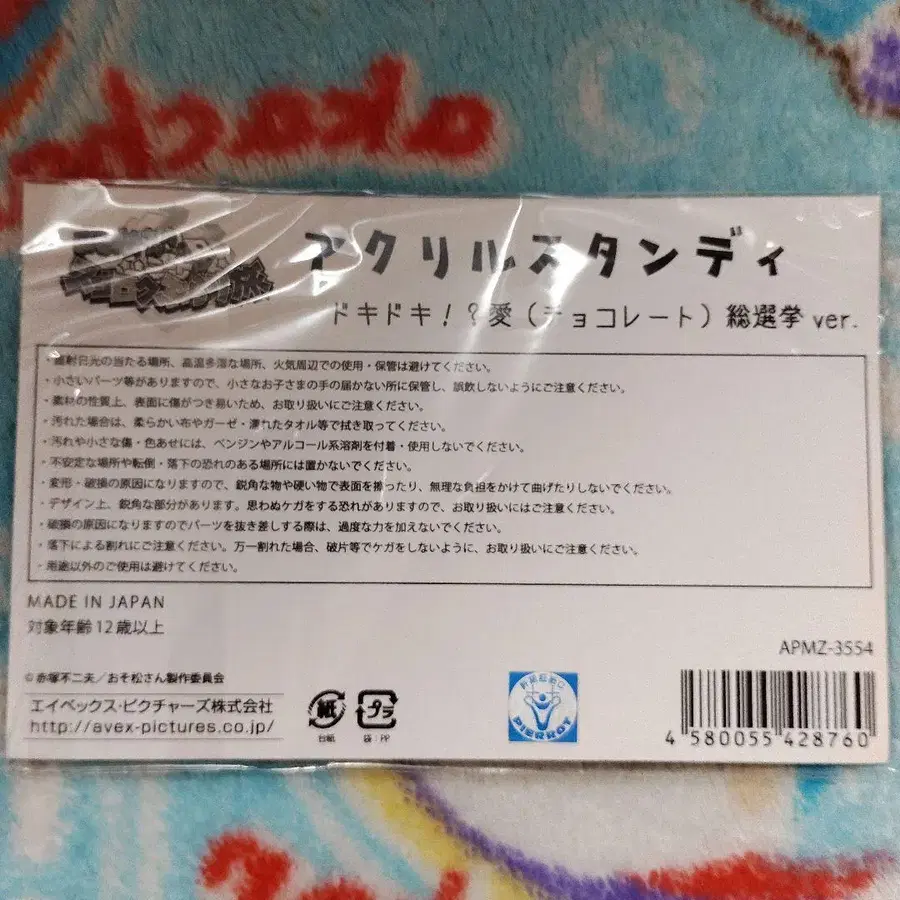 アクリルスタンディ
ドキドキ！？愛（チョコレート）総選挙 ver.
・直射日光の当たる場所、高温多湿な場所、火気周辺での使用・保管は避けてください。
・小さいパーツ等がありますので、小さなお子さまの手の届かない所に保管し、誤飲しないようにご注意ください。
・素材の性質上、表面に傷がつき易いため、お取り扱いにご注意ください。
・汚れた場合は、柔らかい布やガーゼ・濡れたタオル等で拭き取ってください。
・汚れや小さな傷・色あせには、ベンジンやアルコール系溶剤を付着・使用しないでください。
・不安定な場所や転倒・落下の恐れのある場所には置かないでください。
・変形・破損の原因になりますので、鋭角な物や硬い物で表面を擦ったり、無理な負担をかけて曲げたりしないでください。
・デザイン上、鋭角な部分があります。思わぬケガをする恐れがありますので、お取り扱いにはご注意ください。
・破損の原因になりますのでパーツを抜き差しする際は、過度な力を加えないでください。
・落下による割れにご注意ください。万一割れた場合、破片等でケガをしないように、お取り扱いにご注意ください。
・用途以外のご使用は避けてください。
MADE IN JAPAN
対象年齢12歳以上
APMZ-3554
©赤塚不二夫／おそ松さん製作委員会
エイベックス・ピクチャーズ株式会社
http://avex-pictures.co.jp/
紙
台紙
プラ
袋：PP
PIERROT
4 580055 428760